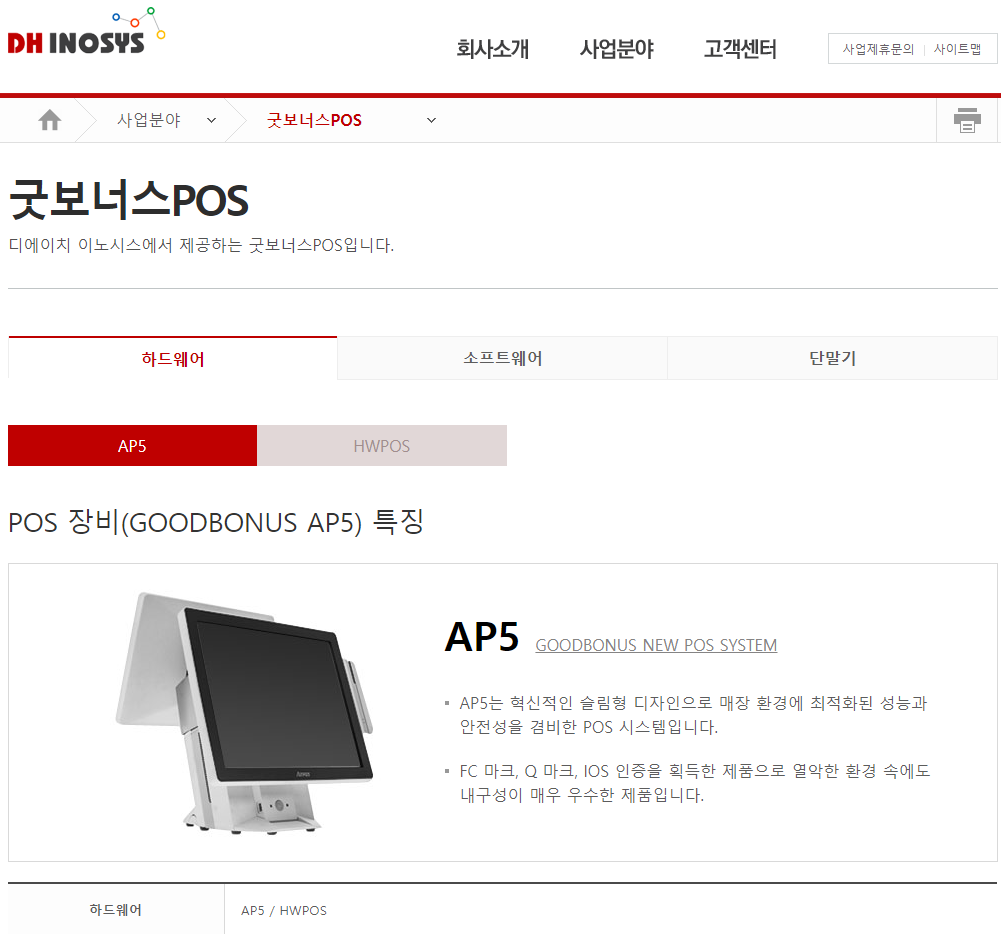 DH INOSYS
회사소개 사업분야 고객센터 사업제휴문의 사이트맵
사업분야 굿보너스POS
굿보너스POS
디에이치 이노시스에서 제공하는 굿보너스POS입니다.
하드웨어 소프트웨어 단말기
AP5 HWPOS
POS 장비(GOODBONUS AP5) 특징
AP5 GOODBONUS NEW POS SYSTEM
AP5는 혁신적인 슬림형 디자인으로 매장 환경에 최적화된 성능과
안전성을 겸비한 POS 시스템입니다.
FC 마크, Q 마크, IOS 인증을 획득한 제품으로 열악한 환경 속에도
내구성이 매우 우수한 제품입니다.
하드웨어 AP5 / HWPOS